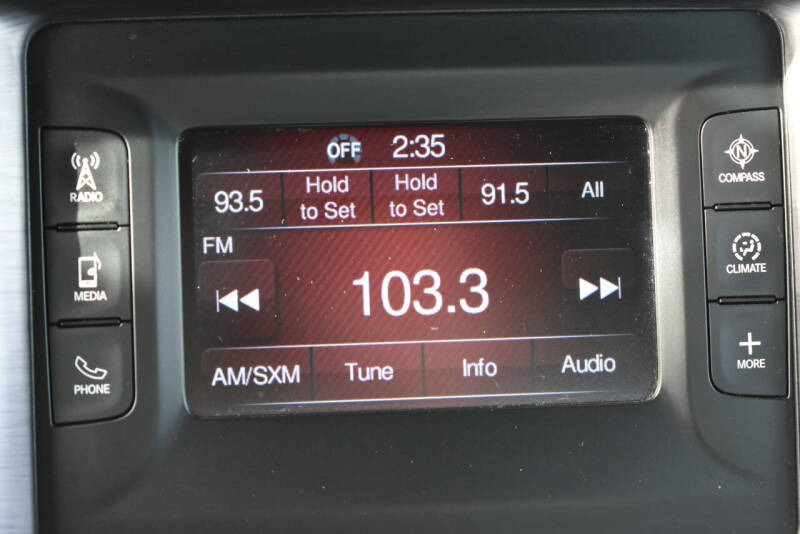 OFF 2:35
93.5 Hold to Set Hold to Set 91.5 All
FM
103.3
AM/SXM Tune Info Audio
RADIO
MEDIA
PHONE
N
COMPASS
CLIMATE
MORE